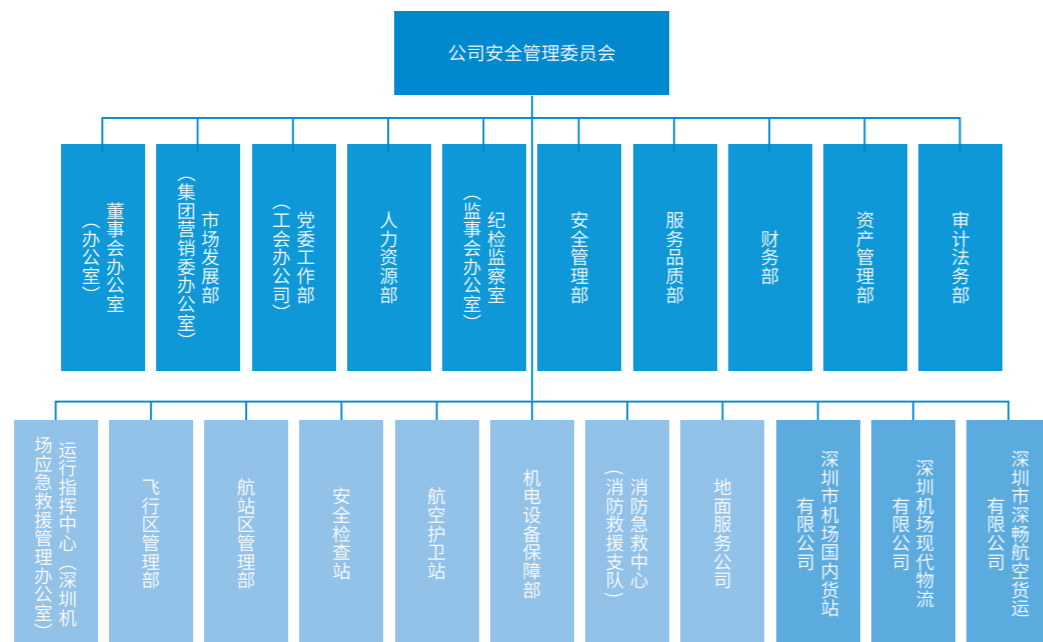 公司安全管理委员会
董事会办公室
（办公室）
市场发展部
（集团营销委办公室）
党委工作部
（工会办公司）
人力资源部
纪检监察室
（监事会办公室）
安全管理部
服务品质部
财务部
资产管理部
审计法务部
运行指挥中心（深圳机
场应急救援管理办公室）
飞行区管理部
航站区管理部
安全检查站
航空护卫站
机电设备保障部
消防急救中心
（消防救援支队）
地面服务公司
深圳市机场国内货站
有限公司
深圳机场现代物流
有限公司
深圳市深畅航空货运
有限公司